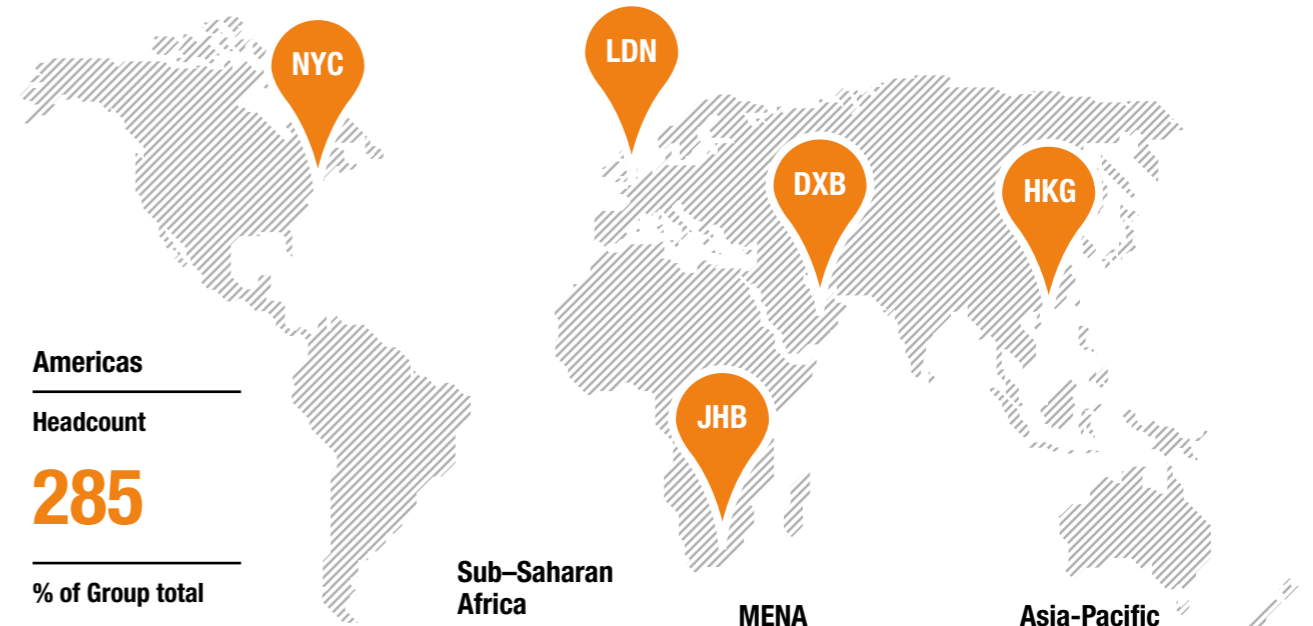 NYC
LDN
DXB
HKG
JHB
Americas
Headcount
285
% of Group total
Sub–Saharan
Africa
MENA
Asia-Pacific